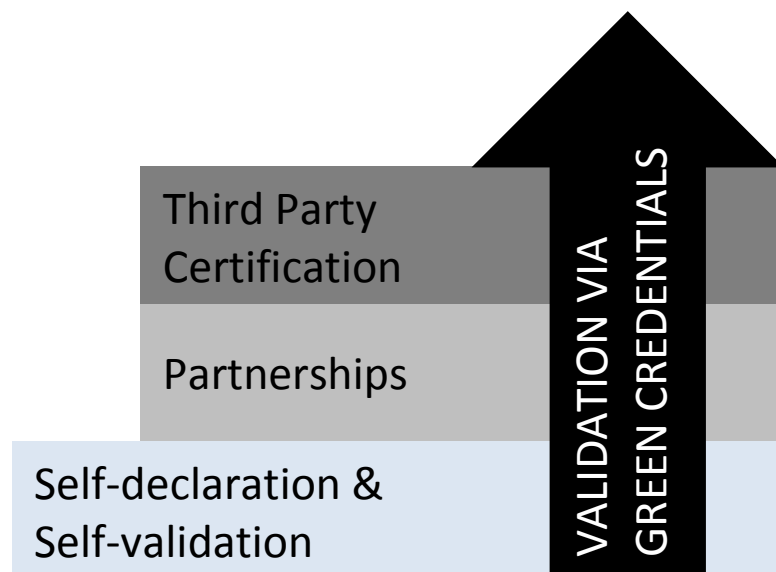 Third Party
Certification
Partnerships
Self-declaration &
Self-validation
VALIDATION VIA
GREEN CREDENTIALS